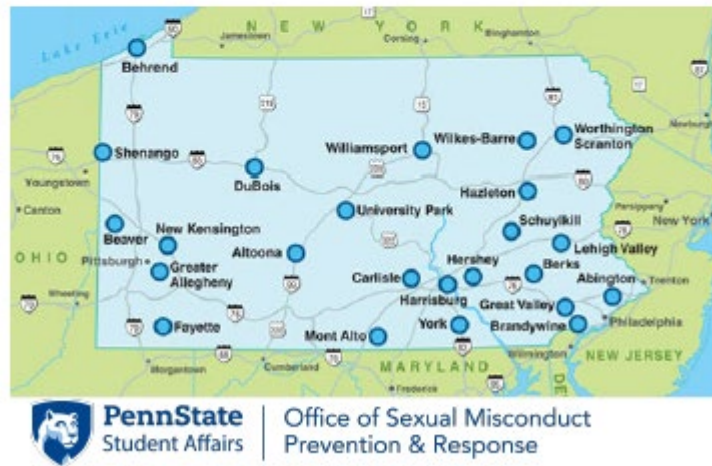 NEW YORK
Lake Erie
Jamestown
Corning
Binghamton
Behrend
Shenango
Youngstown
Canton
DuBois
Williamsport
Wilkes-Barre
Worthington
Scranton
Newburgh
Hazleton
University Park
Parsippany
New York
Beaver
New Kensington
Pittsburgh
Greater
Allegheny
Altoona
Schuylkill
Lehigh Valley
OHIO
Wheeling
Carlisle
Hershey
Harrisburg
Berks
Abington
Trenton
Great Valley
Brandywine
Philadelphia
Fayette
Mont Alto
York
Wilmington
NEW JERSEY
Morgantown
Cumberland
MARYLAND
Frederick
DE
PennState
Student Affairs
Office of Sexual Misconduct
Prevention & Response